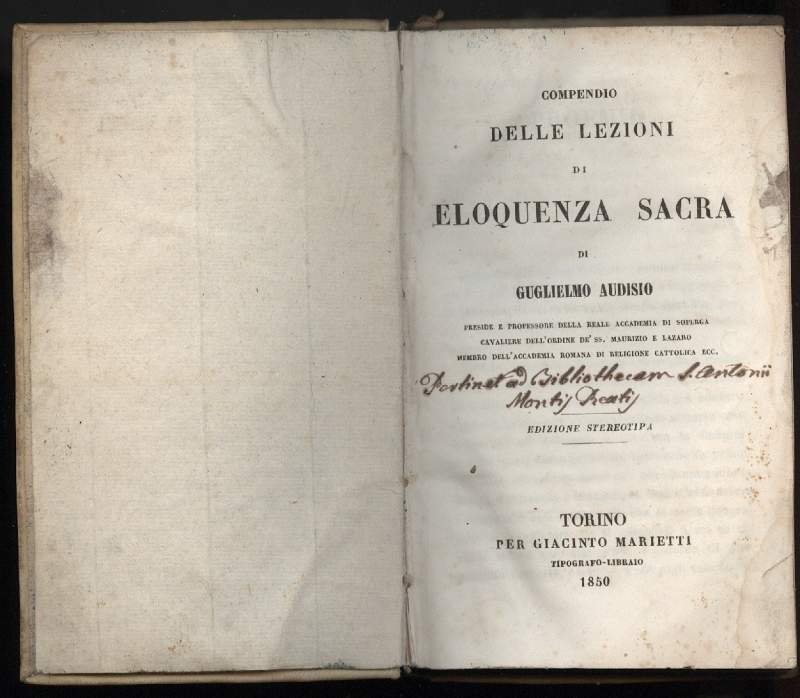 COMPENDIO
DELLE LEZIONI
DI
ELOQUENZA SACRA
DI
GUGLIELMO AUDISIO
PRESIDE E PROFESSORE DELLA REALE ACCADEMIA DI SOPERGA
CAVALIERE DELL'ORDINE DE' SS. MAURIZIO E LAZARO
MEMBRO DELL'ACCADEMIA ROMANA DI RELIGIONE CATTOLICA ECC.
Pertinet ad Bibliothecam S. Antonii
Montis
EDIZIONE STEREOTIPA
TORINO
PER GIACINTO MARIETTI
TIPOGRAFO-LIBRAIO
1850